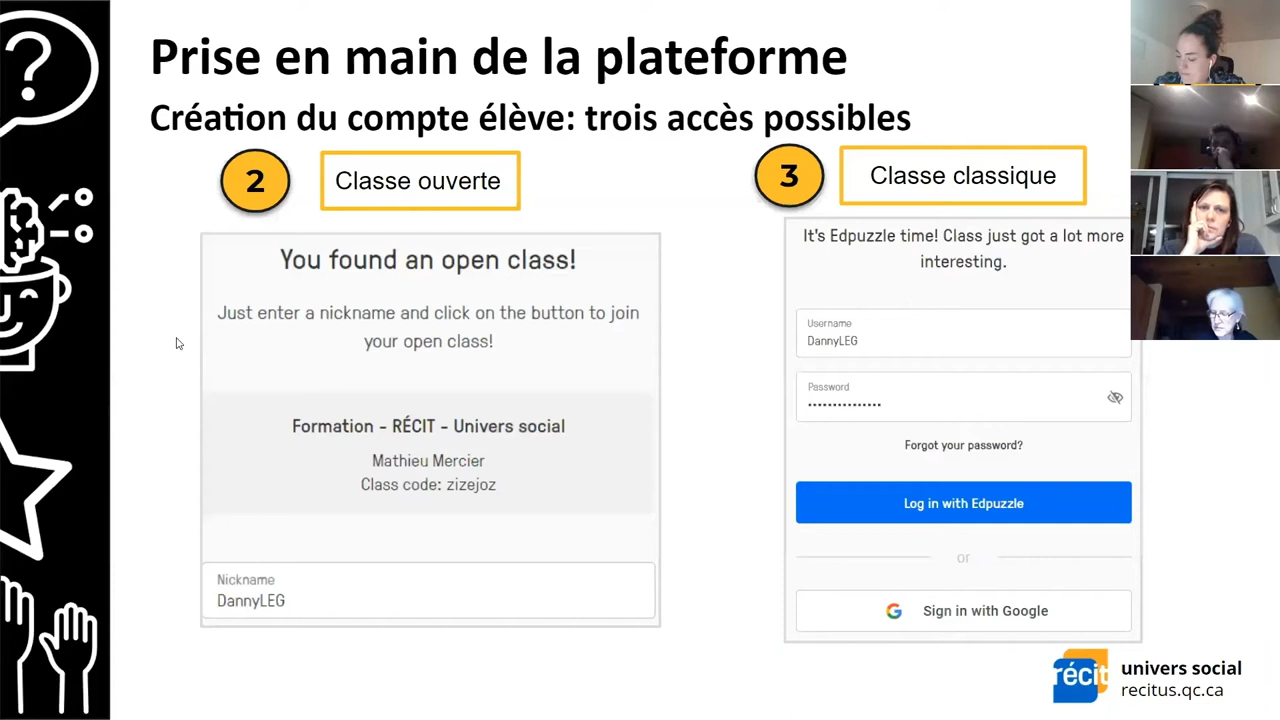 Prise en main de la plateforme
Création du compte élève: trois accès possibles
2
Classe ouverte
You found an open class!
Just enter a nickname and click on the button to join
your open class!
Formation - RÉCIT - Univers social
Mathieu Mercier
Class code: zizejoz
Nickname
DannyLEG
3
Classe classique
It's Edpuzzle time! Class just got a lot more
interesting.
Username
DannyLEG
Password
•••••••••••••••
Forgot your password?
Log in with Edpuzzle
or
Sign in with Google
récit
univers social
recitus.qc.ca